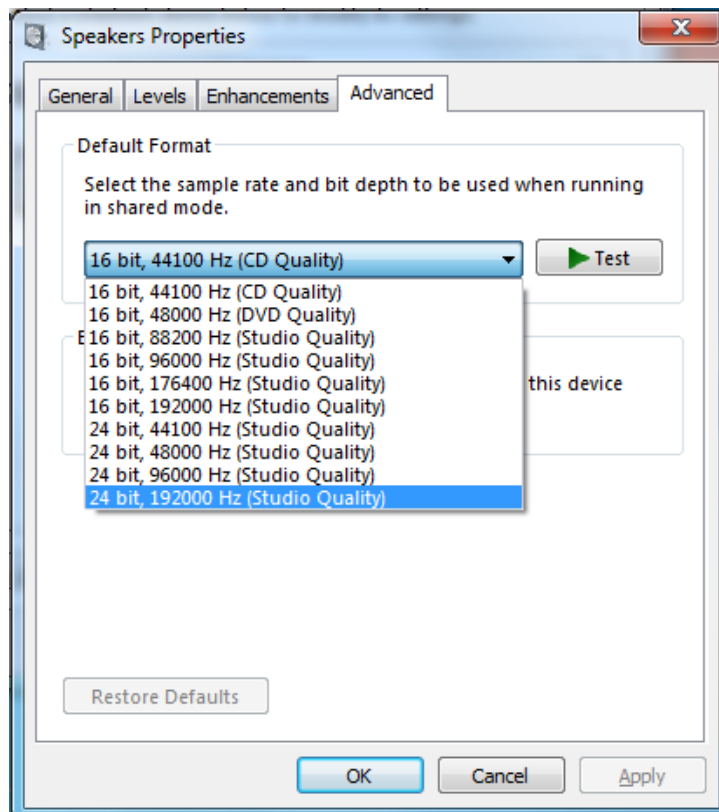 Speakers Properties
General Levels Enhancements Advanced
Default Format
Select the sample rate and bit depth to be used when running
in shared mode.
16 bit, 44100 Hz (CD Quality)
Test
16 bit, 44100 Hz (CD Quality)
16 bit, 48000 Hz (DVD Quality)
E
16 bit, 88200 Hz (Studio Quality)
16 bit, 96000 Hz (Studio Quality)
16 bit, 176400 Hz (Studio Quality) this device
16 bit, 192000 Hz (Studio Quality)
24 bit, 44100 Hz (Studio Quality)
24 bit, 48000 Hz (Studio Quality)
24 bit, 96000 Hz (Studio Quality)
24 bit, 192000 Hz (Studio Quality)
Restore Defaults
OK Cancel Apply